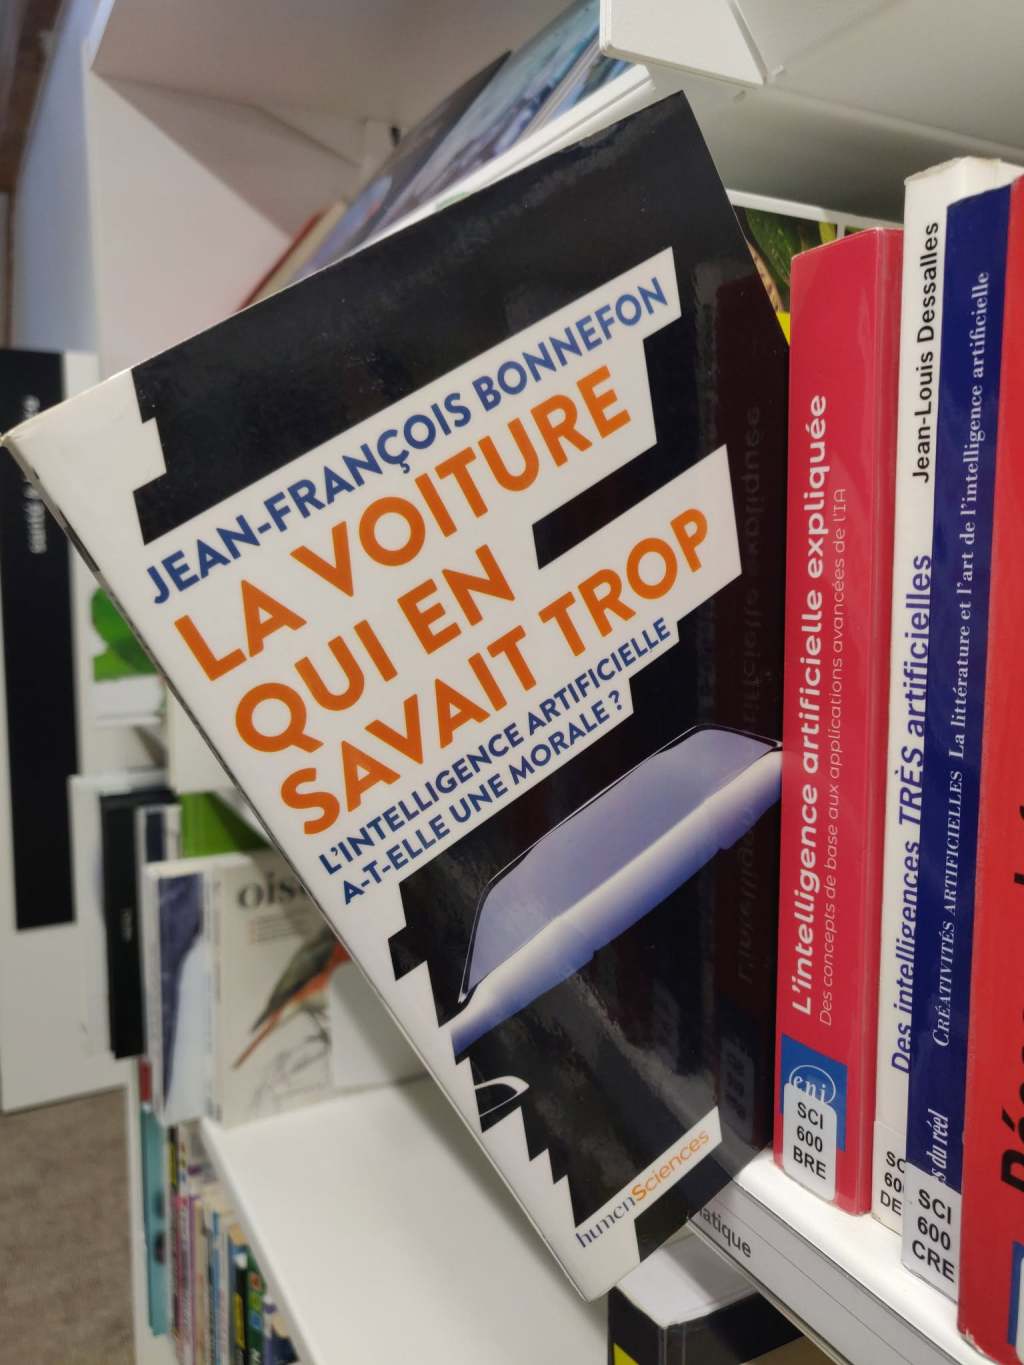 JEAN-FRANÇOIS BONNEFON
LA VOITURE
QUI EN
SAVAIT TROP
L'INTELLIGENCE ARTIFICIELLE
A-T-ELLE UNE MORALE ?
humenSciences
L'intelligence artificielle expliquée
Des concepts de base aux applications avancées de l'IA
eni
SCI
600
BRE
Jean-Louis Dessalles
Des intelligences TRÈS artificielles
CRÉATIVITÉS ARTIFICIELLES La littérature et l'art de l'intelligence artificielle
du réel
SCI
600
CRE